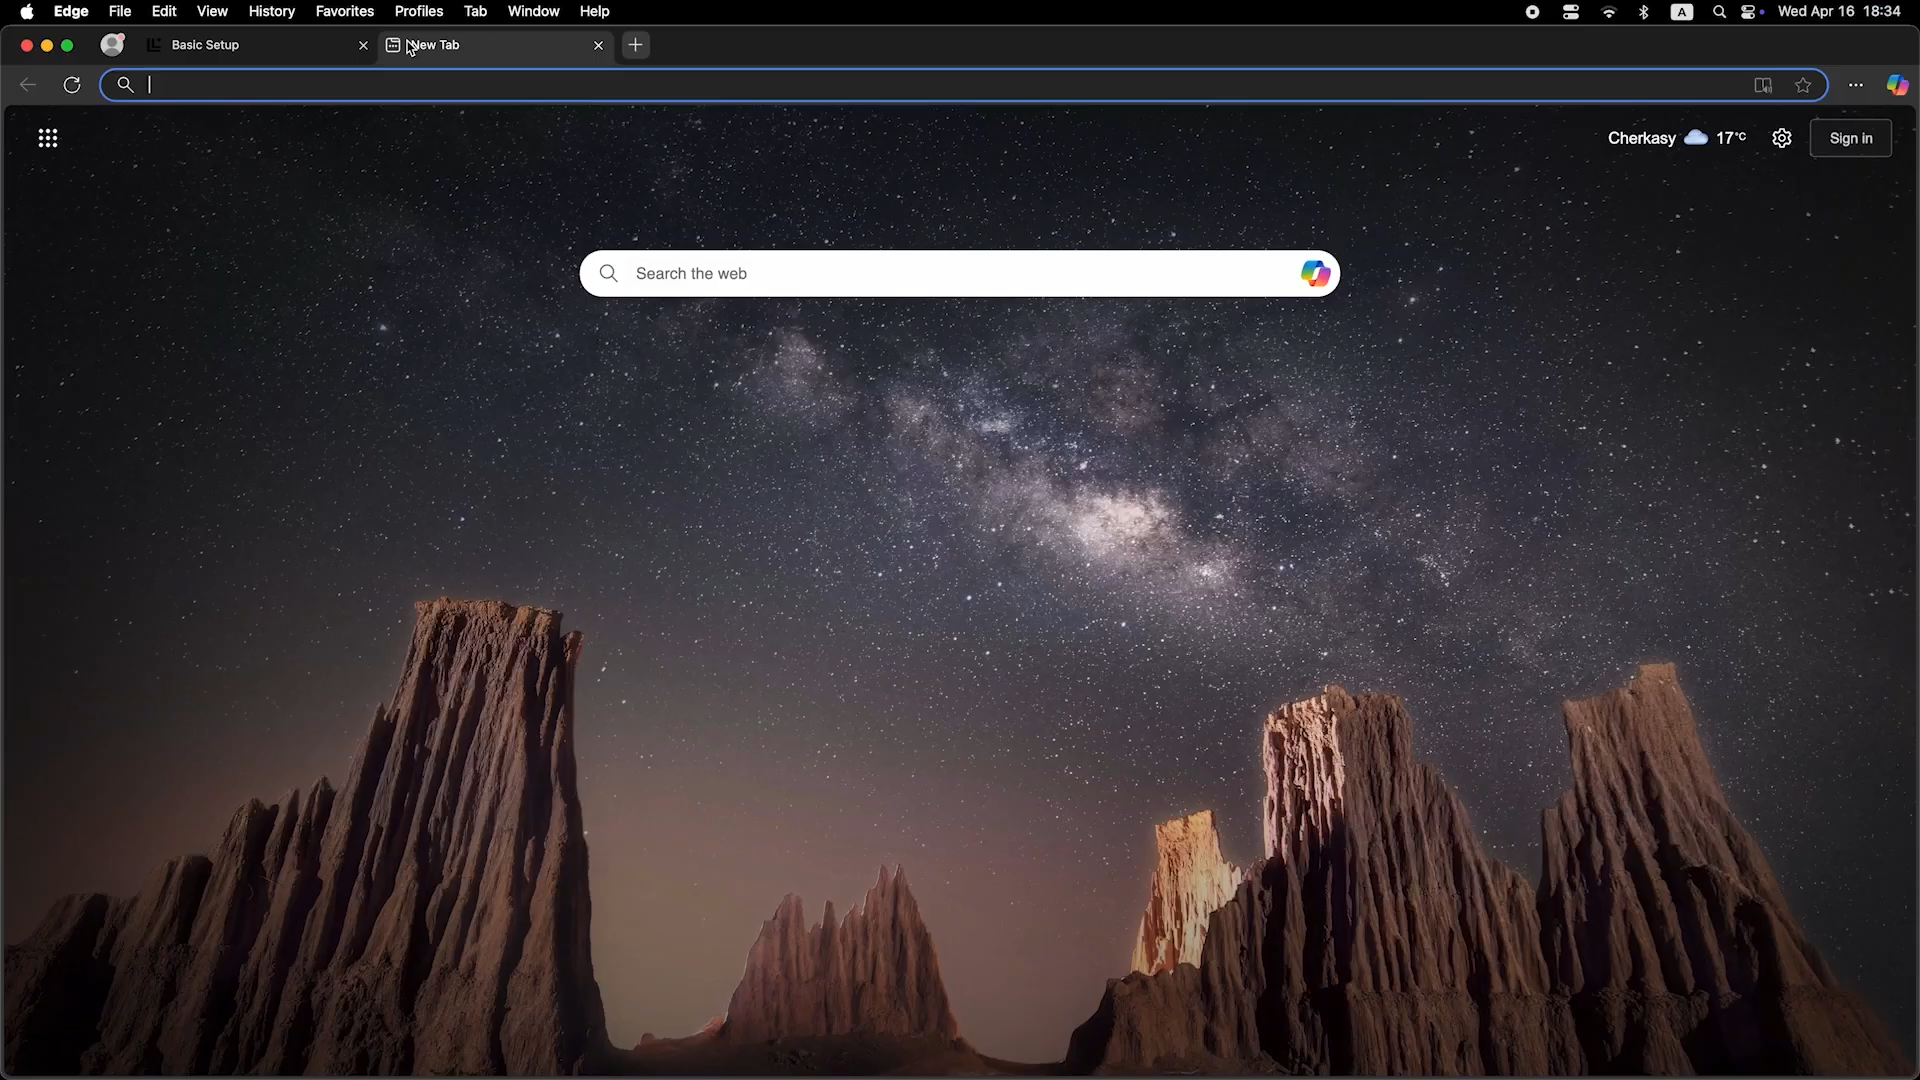 Edge File Edit View History Favorites Profiles Tab Window Help
A Wed Apr 16 18:34
Basic Setup
New Tab
Cherkasy 17°C
Sign in
Search the web